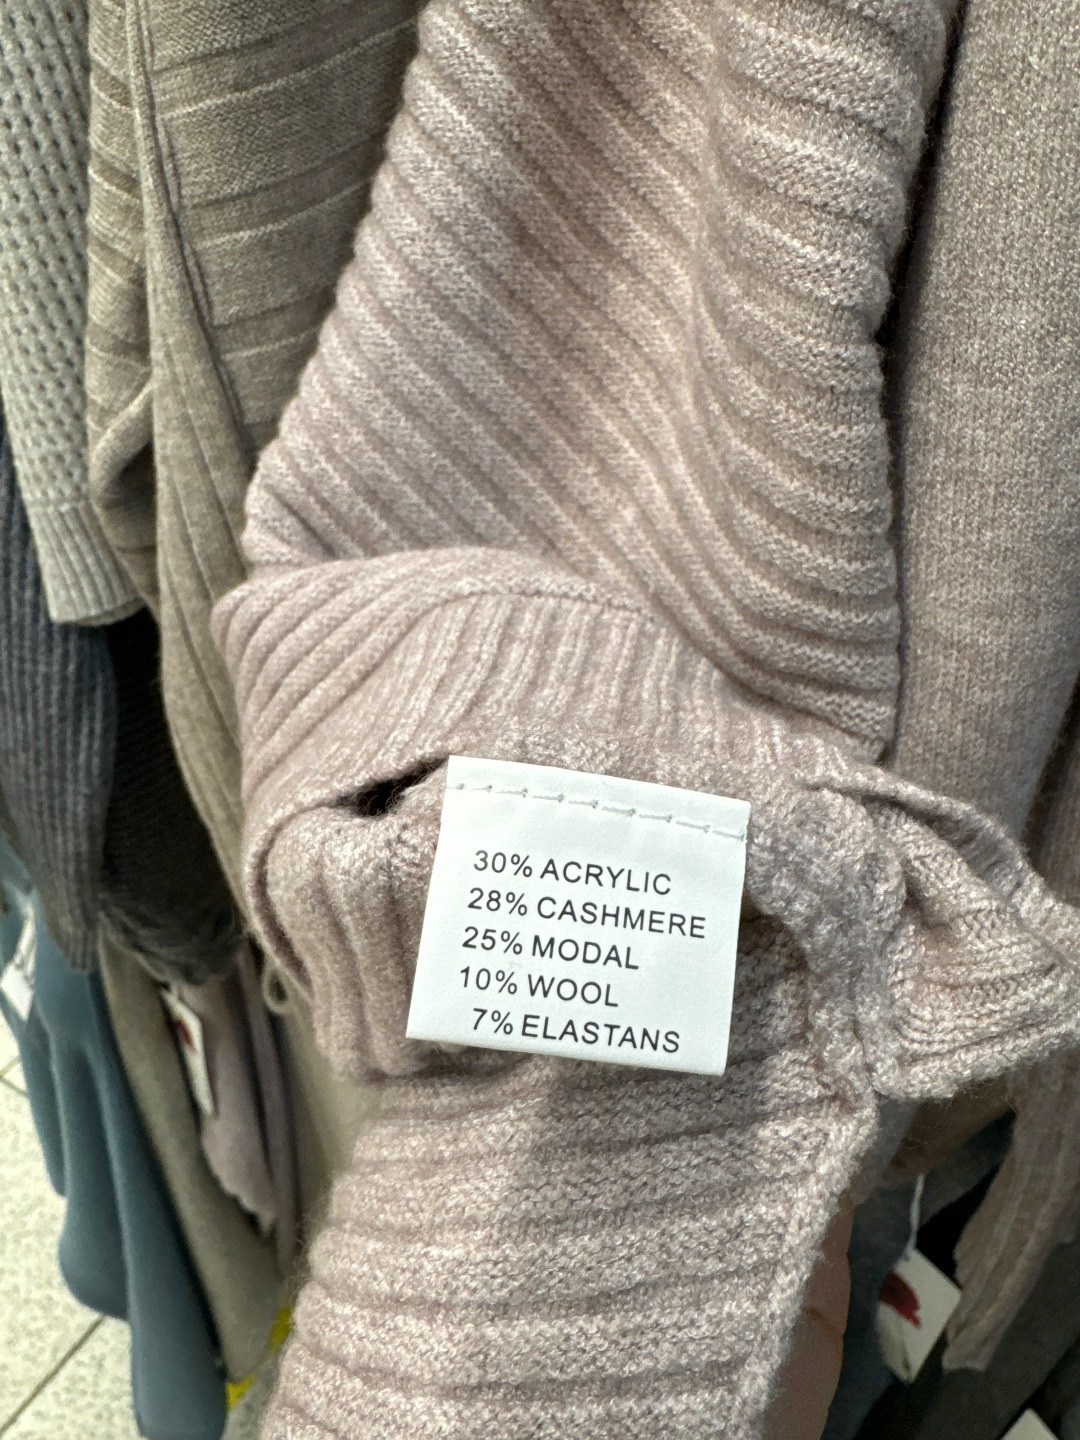 30% ACRYLIC
28% CASHMERE
25% MODAL
10% WOOL
7% ELASTANS